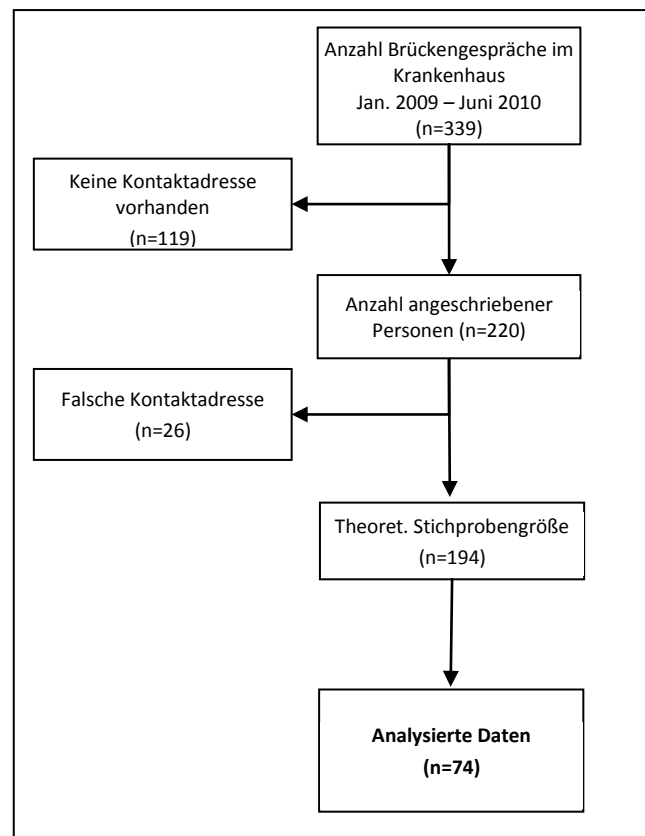 Anzahl Brückengespräche im
Krankenhaus
Jan. 2009 – Juni 2010
(n=339)
Keine Kontaktadresse
vorhanden
(n=119)
Anzahl angeschriebener
Personen (n=220)
Falsche Kontaktadresse
(n=26)
Theoret. Stichprobengröße
(n=194)
Analysierte Daten
(n=74)